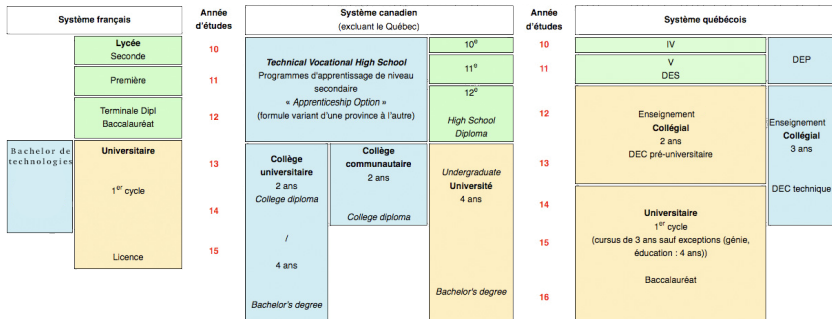 Système français
Année
d'études
Système canadien
(excluant le Québec)
Année
d'études
Système québécois
Lycée
Seconde
10
Technical Vocational High School
Programmes d'apprentissage de niveau
secondaire
« Apprenticeship Option »
(formule variant d'une province à l'autre)
10e
10
IV
DEP
Première
11
11e
11
V
DES
Terminale Dipl
Baccalauréat
12
12e
High School
Diploma
12
Enseignement
Collégial
2 ans
DEC pré-universitaire
Enseignement
Collégial
3 ans
DEC technique
Bachelor de
technologies
Universitaire
1er cycle
Licence
13
14
15
Collège
universitaire
2 ans
College diploma
/
4 ans
Bachelor's degree
Collège
communautaire
2 ans
College diploma
Undergraduate
Université
4 ans
Bachelor's degree
13
14
15
16
Universitaire
1er cycle
(cursus de 3 ans sauf exceptions (génie,
éducation : 4 ans))
Baccalauréat